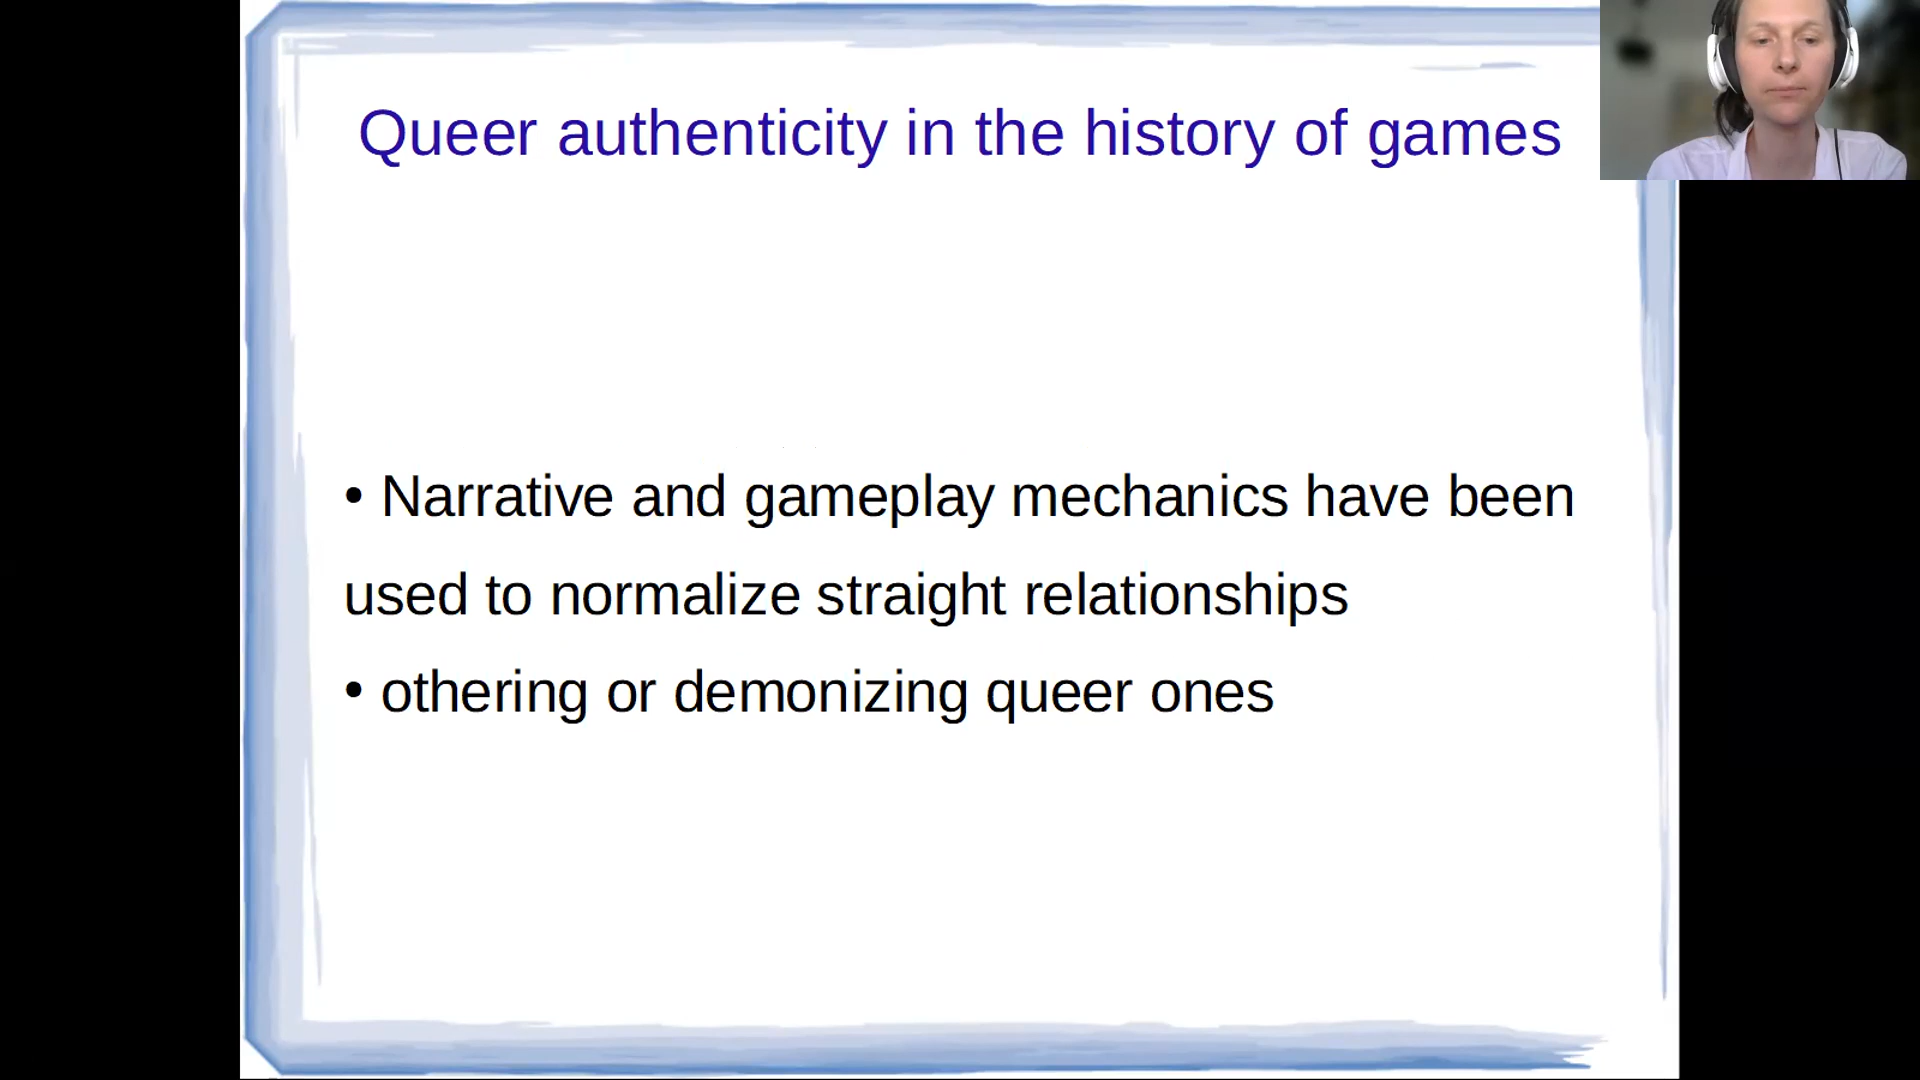 Queer authenticity in the history of games
• Narrative and gameplay mechanics have been
used to normalize straight relationships
• othering or demonizing queer ones